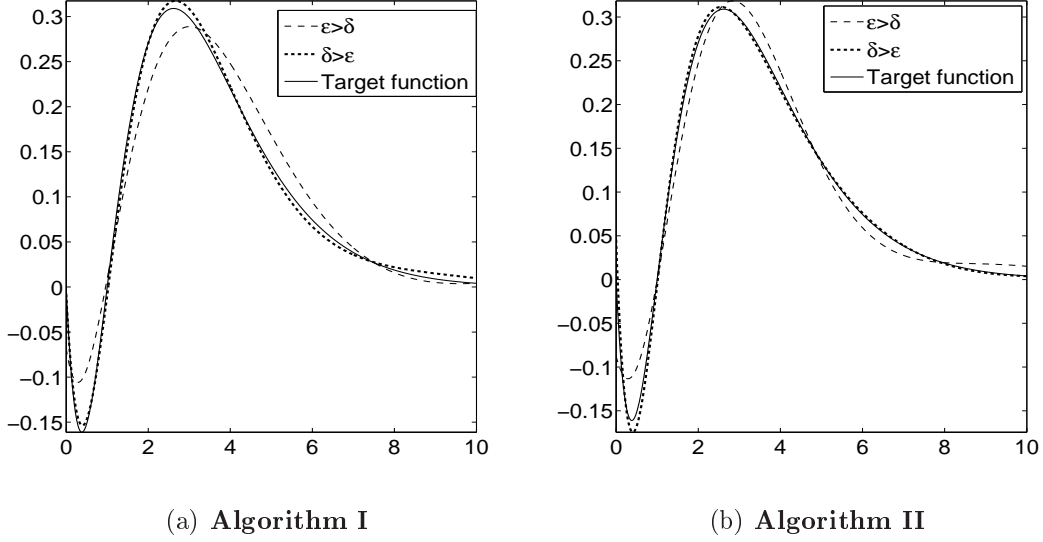 0.3
0.25
0.2
0.15
0.1
0.05
0
−0.05
−0.1
−0.15
0 2 4 6 8 10
ε>δ
δ>ε
Target function
(a) Algorithm I
0.3
0.25
0.2
0.15
0.1
0.05
0
−0.05
−0.1
−0.15
0 2 4 6 8 10
ε>δ
δ>ε
Target function
(b) Algorithm II